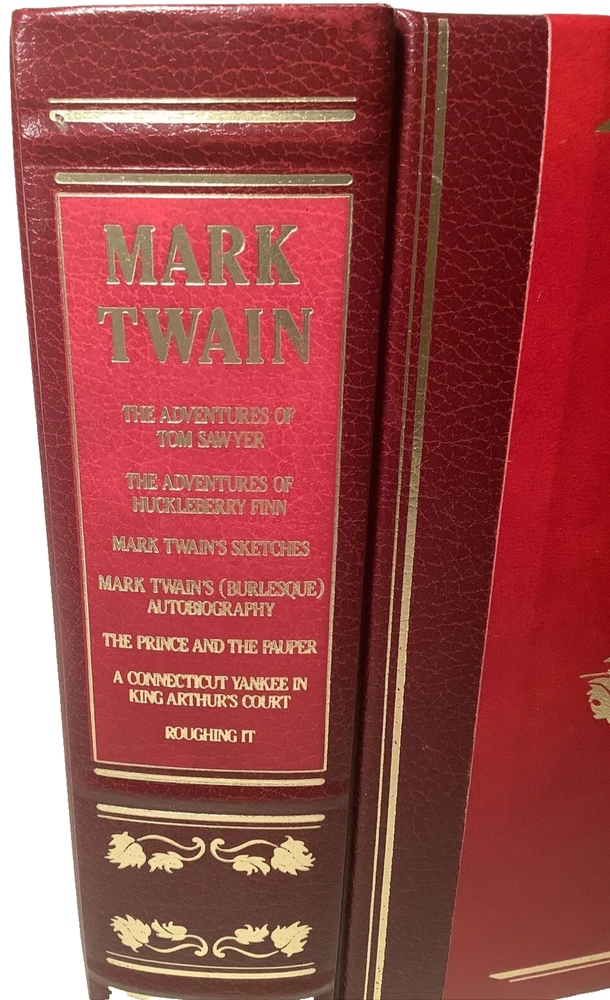 MARK
TWAIN
THE ADVENTURES OF
TOM SAWYER
THE ADVENTURES OF
HUCKLEBERRY FINN
MARK TWAIN'S SKETCHES
MARK TWAIN'S (BURLESQUE)
AUTOBIOGRAPHY
THE PRINCE AND THE PAUPER
A CONNECTICUT YANKEE IN
KING ARTHUR'S COURT
ROUGHING IT